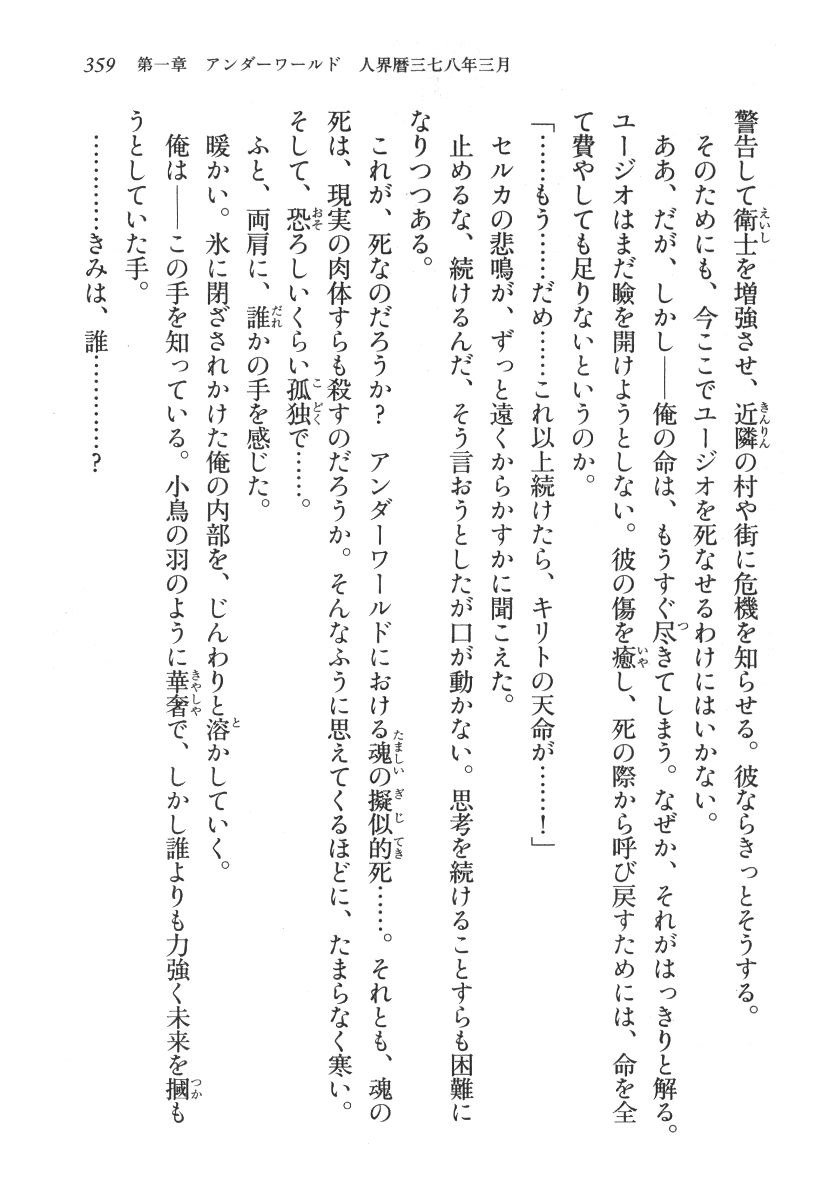 359　第一章　アンダーワールド　人界暦三七八年三月
警告して衛士を増強させ、近隣の村や街に危機を知らせる。彼ならきっとそうする。
そのためにも、今ここでユージオを死なせるわけにはいかない。
ああ、だが、しかし――俺の命は、もうすぐ尽きてしまう。なぜか、それがはっきりと解る。
ユージオはまだ瞼を開けようとしない。彼の傷を癒し、死の際から呼び戻すためには、命を全
て費やしても足りないというのか。
「……もう……だめ……これ以上続けたら、キリトの天命が……！」
セルカの悲鳴が、ずっと遠くからかすかに聞こえた。
止めるな、続けるんだ、そう言おうとしたが口が動かない。思考を続けることすらも困難に
なりつつある。
これが、死なのだろうか？　アンダーワールドにおける魂の擬似的死……。それとも、魂の
死は、現実の肉体すらも殺すのだろうか。そんなふうに思えてくるほどに、たまらなく寒い。
そして、恐ろしいくらい孤独で……。
ふと、両肩に、誰かの手を感じた。
暖かい。氷に閉ざされかけた俺の内部を、じんわりと溶かしていく。
俺は――この手を知っている。小鳥の羽のように華奢で、しかし誰よりも力強く未来を摑も
うとしていた手。
…………きみは、誰…………？